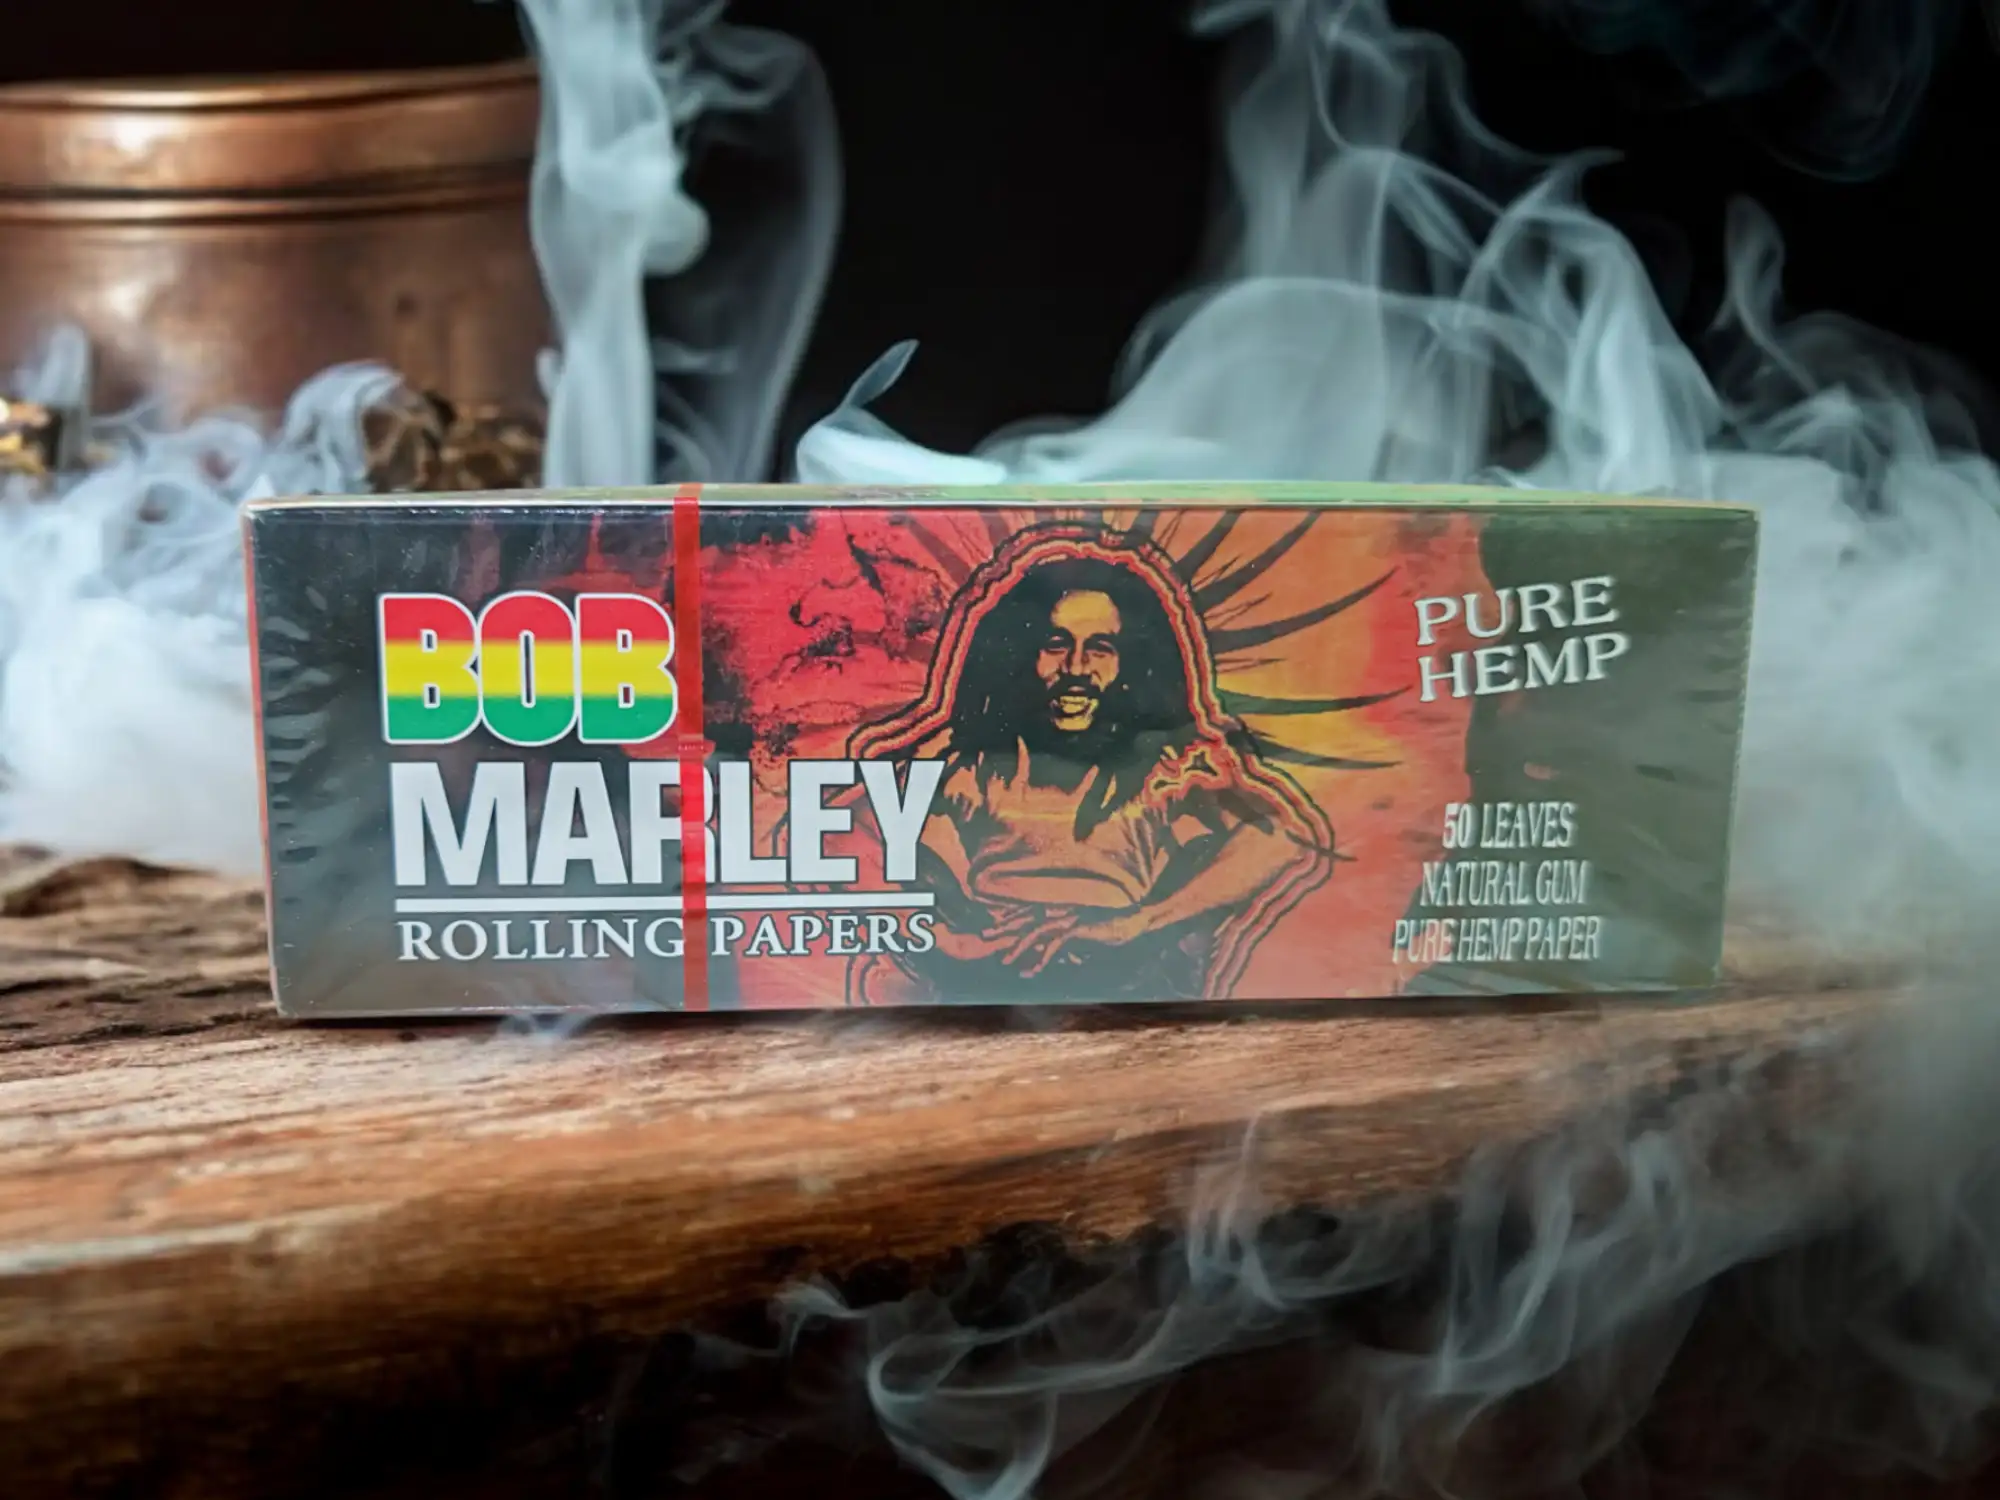 BOB
MARLEY
ROLLING PAPERS
PURE
HEMP
50 LEAVES
NATURAL GUM
PURE HEMP PAPER